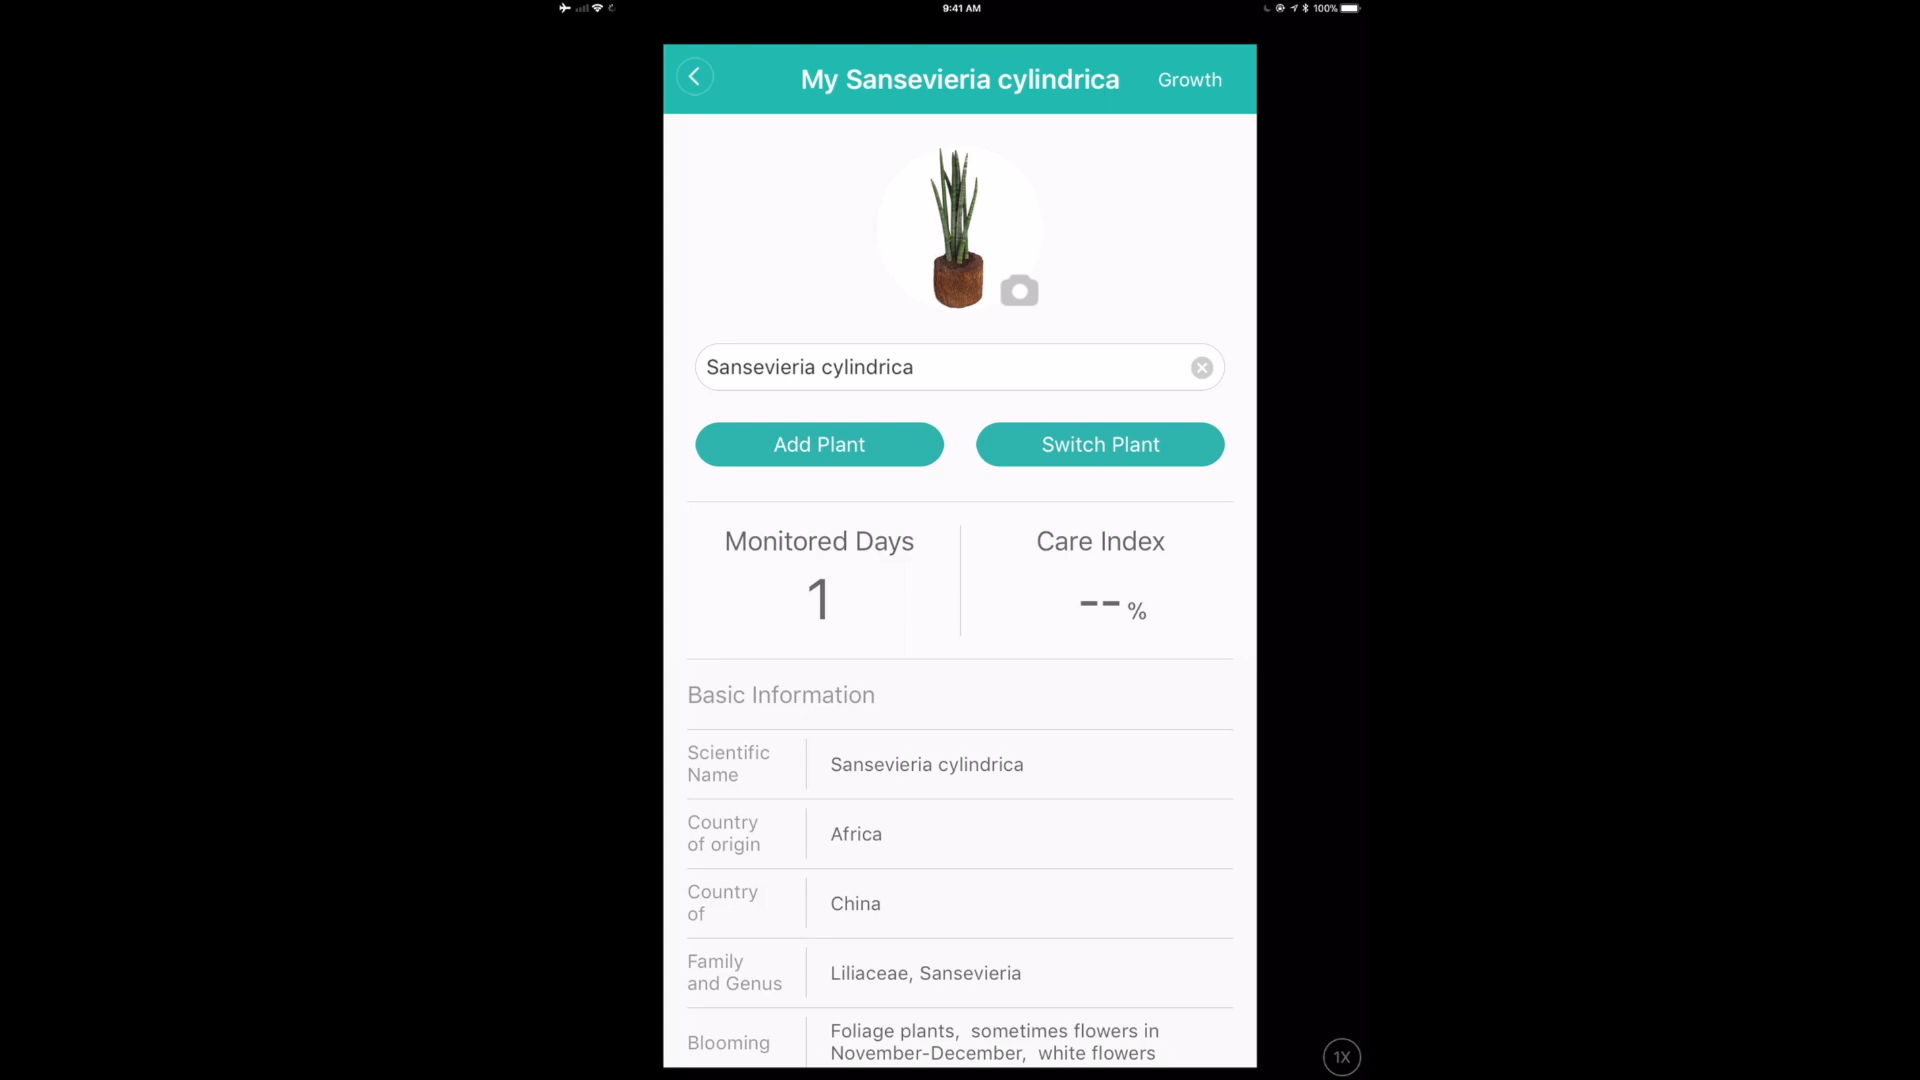 9:41 AM
100%
My Sansevieria cylindrica
Growth
Sansevieria cylindrica
Add Plant
Switch Plant
Monitored Days
Care Index
1
-- %
Basic Information
Scientific
Name
Sansevieria cylindrica
Country
of origin
Africa
Country
of
China
Family
and Genus
Liliaceae, Sansevieria
Blooming
Foliage plants, sometimes flowers in
November-December, white flowers
1X